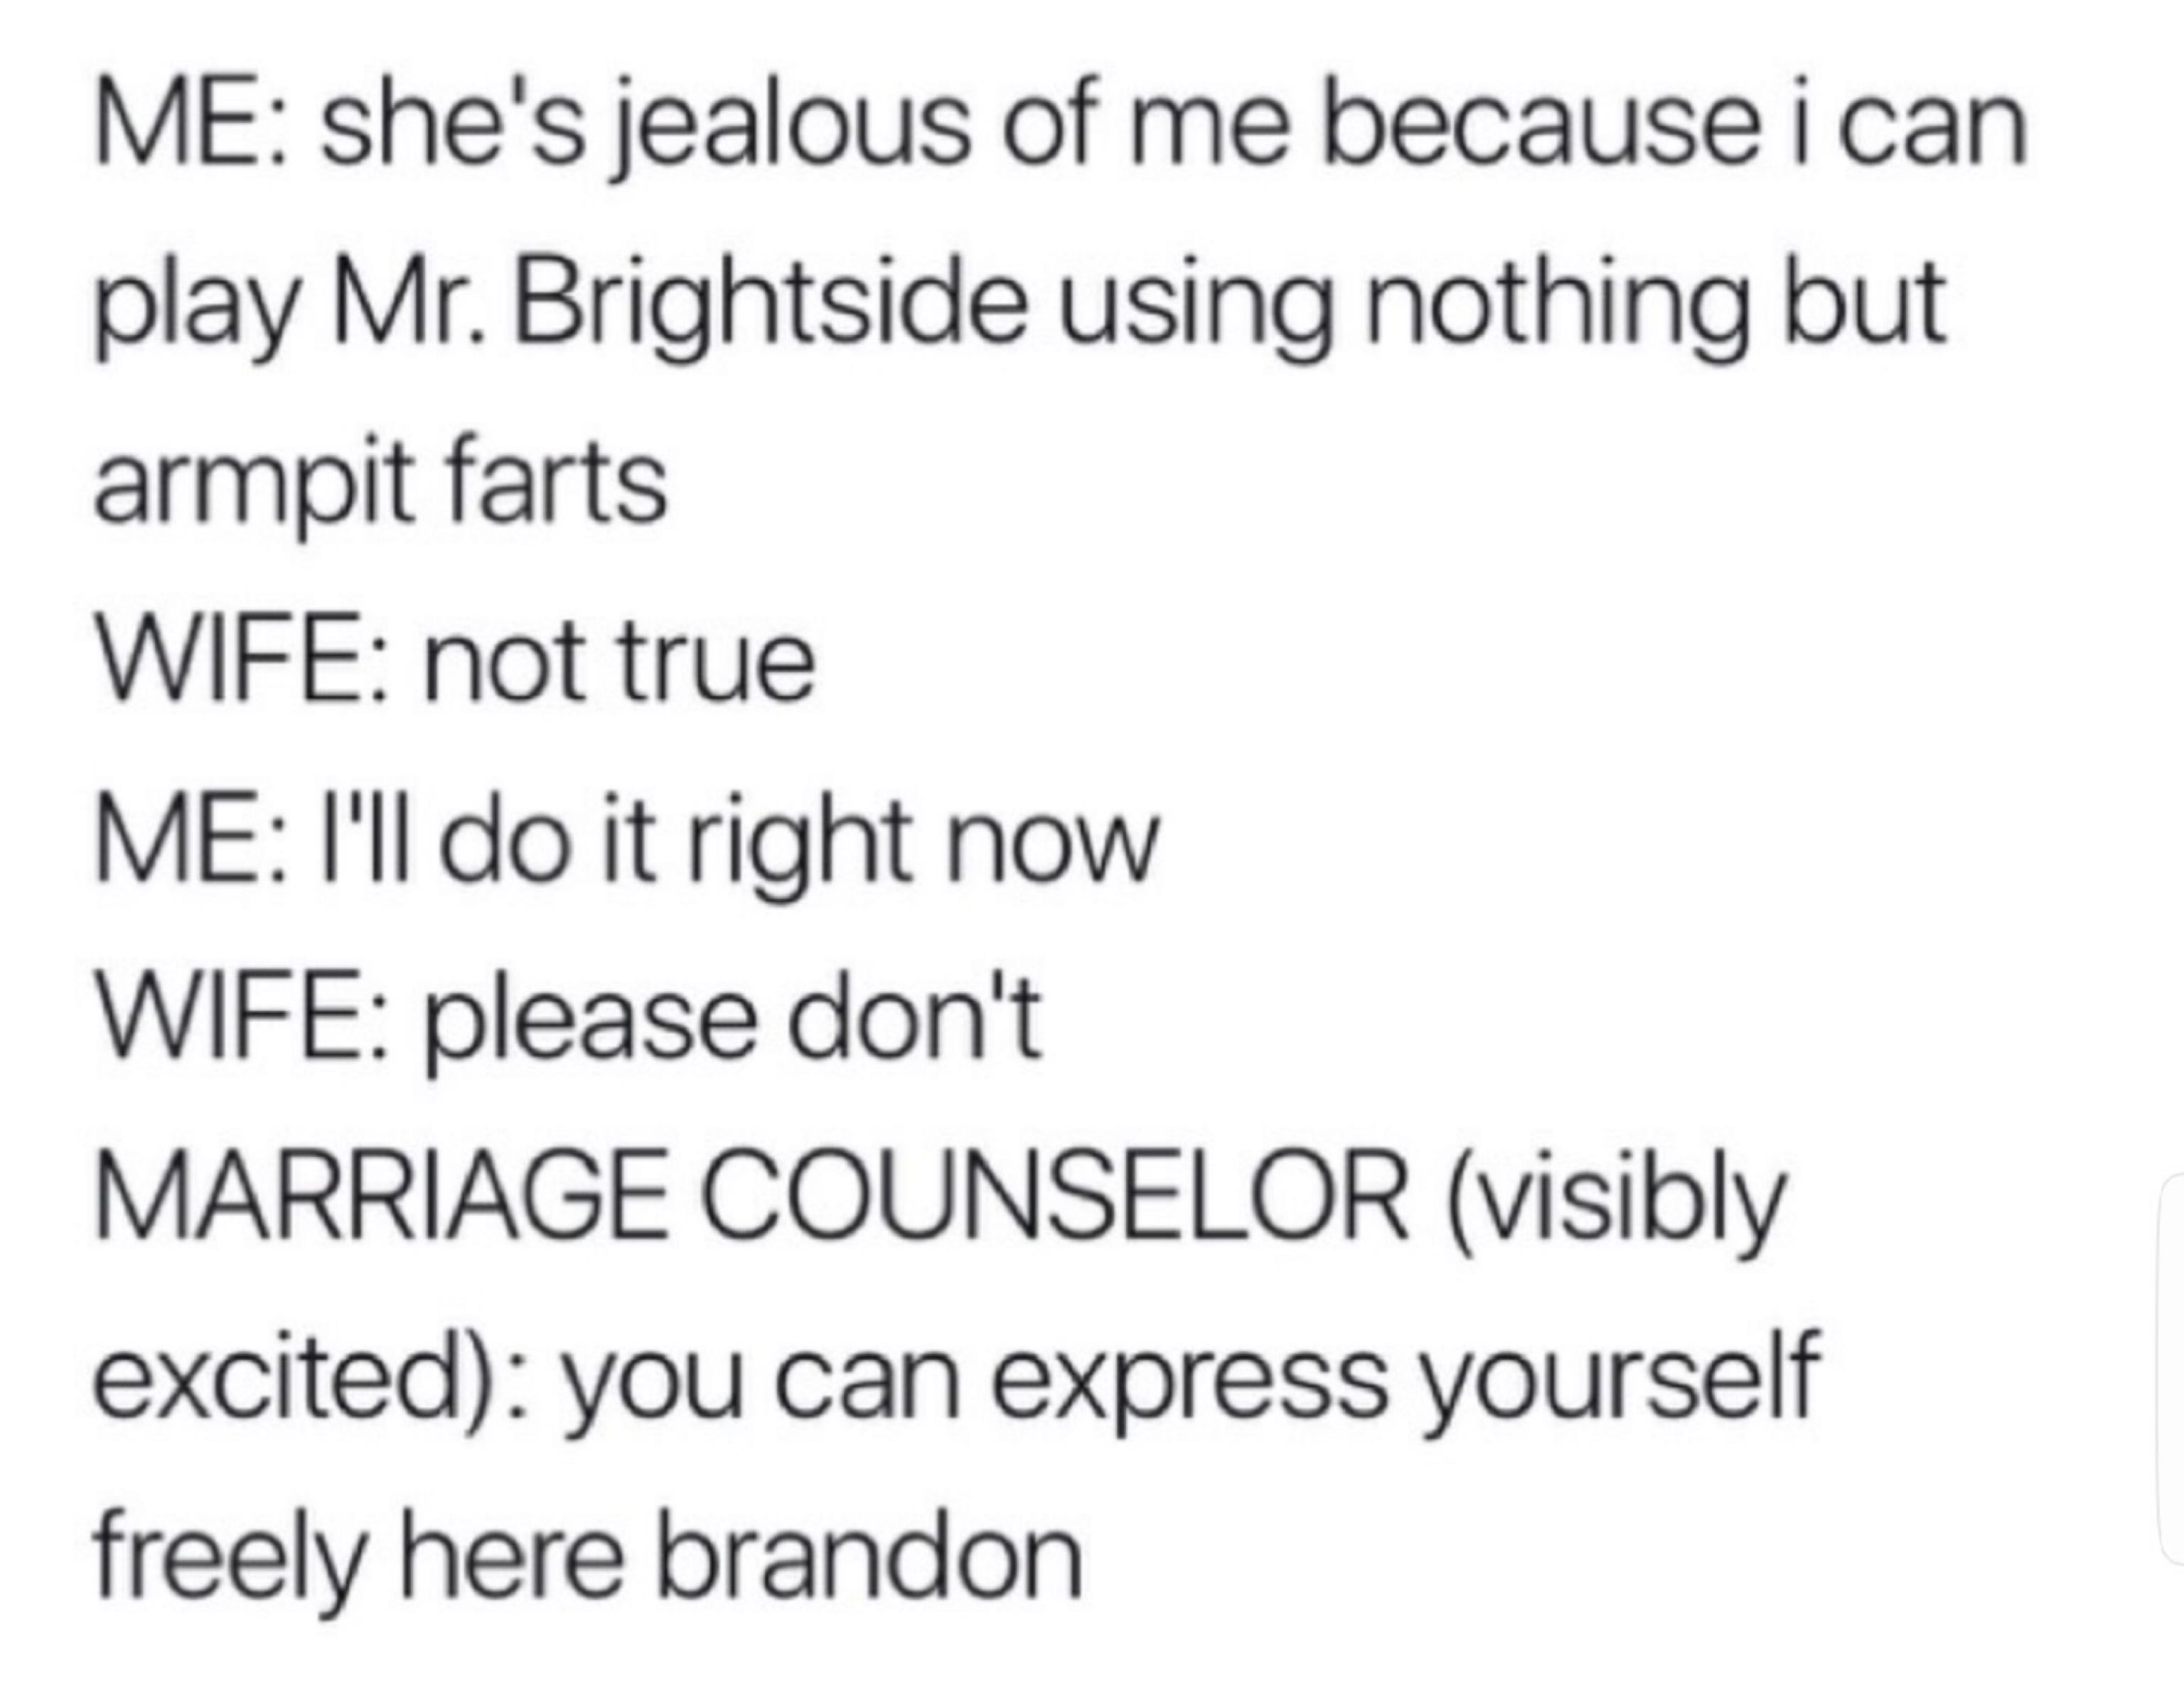 ME: she's jealous of me because i can
play Mr. Brightside using nothing but
armpit farts
WIFE: not true
ME: I'll do it right now
WIFE: please don't
MARRIAGE COUNSELOR (visibly
excited): you can express yourself
freely here brandon